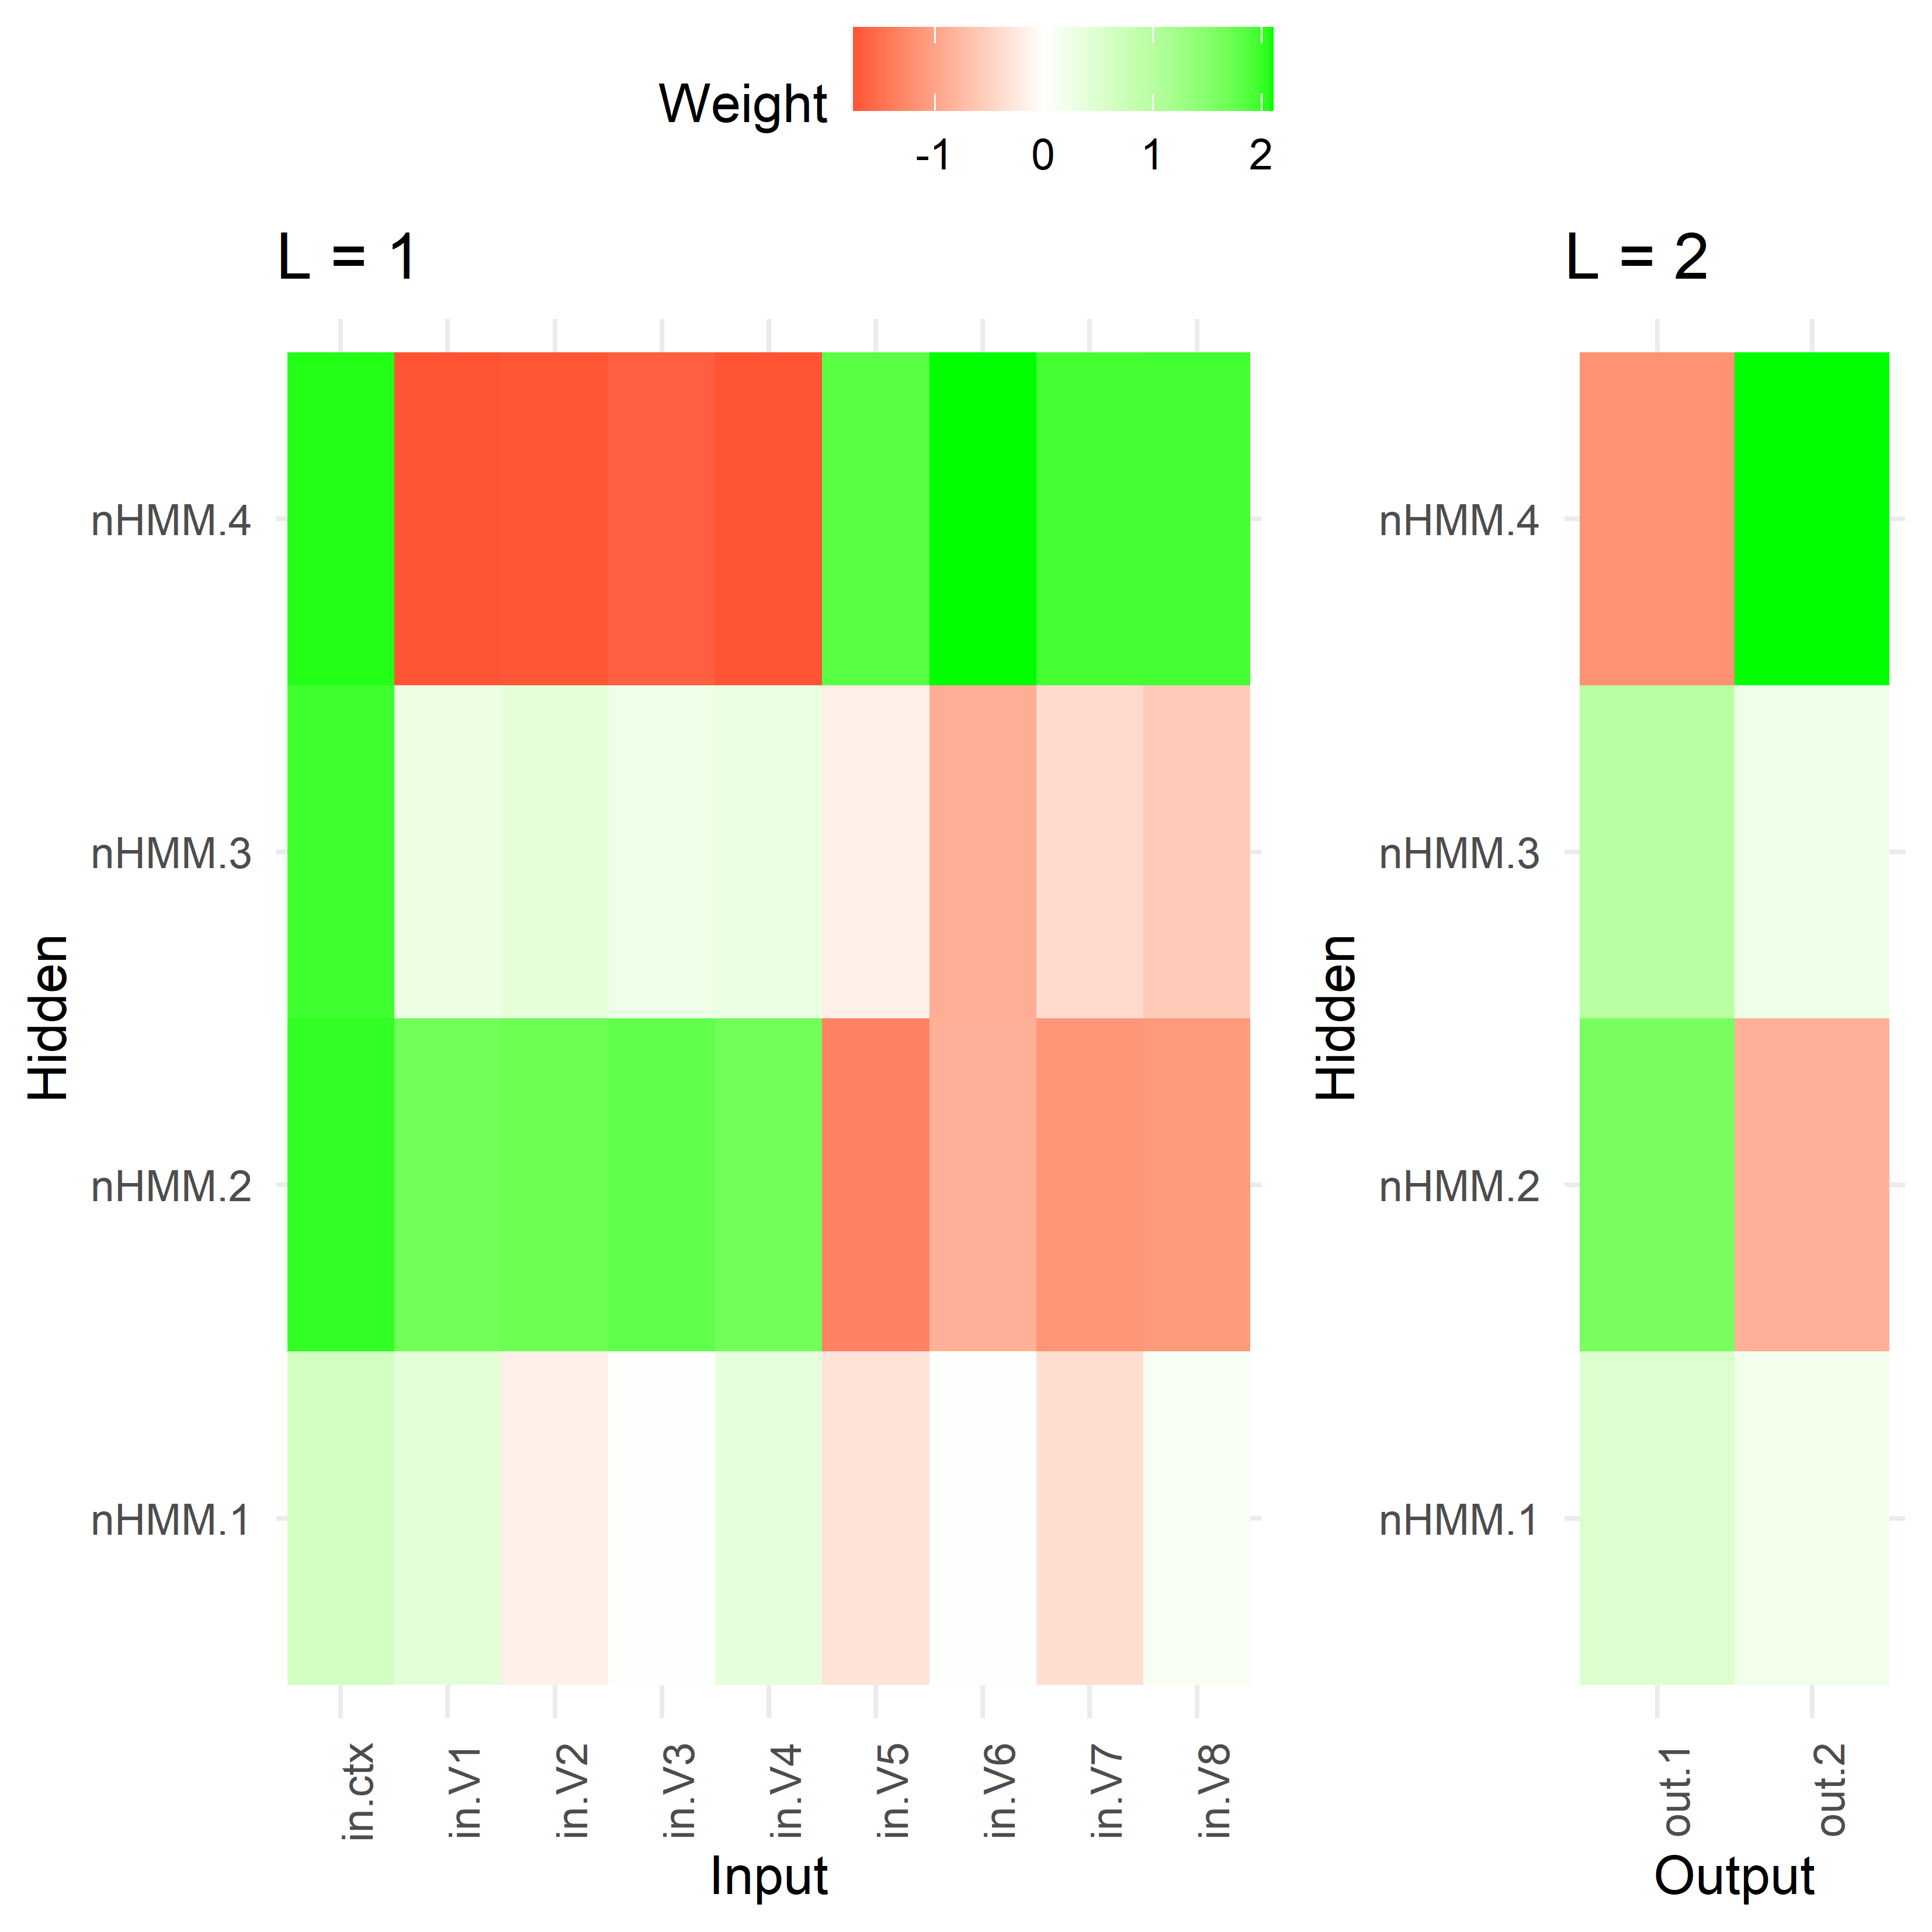 Weight
-1 0 1 2
L = 1
L = 2
nHMM.4
nHMM.3
nHMM.2
nHMM.1
Hidden
in.ctx
in.V1
in.V2
in.V3
in.V4
in.V5
in.V6
in.V7
in.V8
Input
nHMM.4
nHMM.3
nHMM.2
nHMM.1
Hidden
out.1
out.2
Output